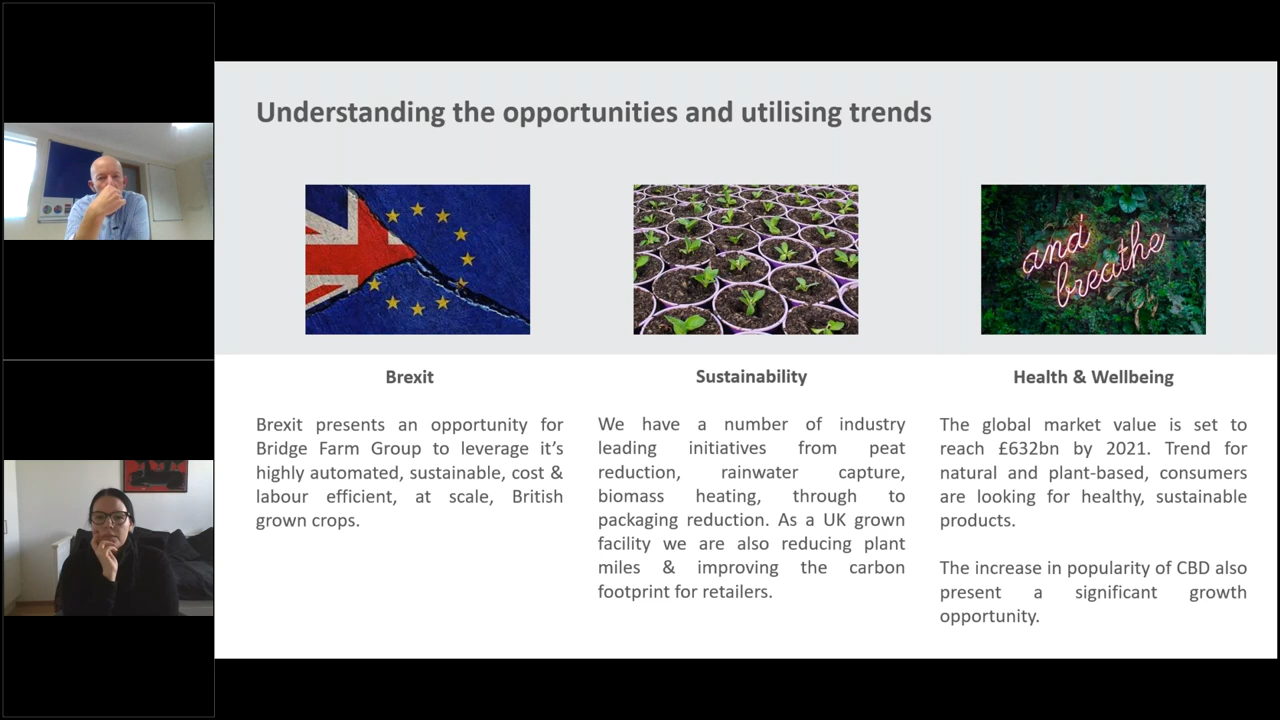 Understanding the opportunities and utilising trends
and
breathe
Brexit
Brexit presents an opportunity for
Bridge Farm Group to leverage it’s
highly automated, sustainable, cost &
labour efficient, at scale, British
grown crops.
Sustainability
We have a number of industry
leading initiatives from peat
reduction, rainwater capture,
biomass heating, through to
packaging reduction. As a UK grown
facility we are also reducing plant
miles & improving the carbon
footprint for retailers.
Health & Wellbeing
The global market value is set to
reach £632bn by 2021. Trend for
natural and plant-based, consumers
are looking for healthy, sustainable
products.
The increase in popularity of CBD also
present a significant growth
opportunity.